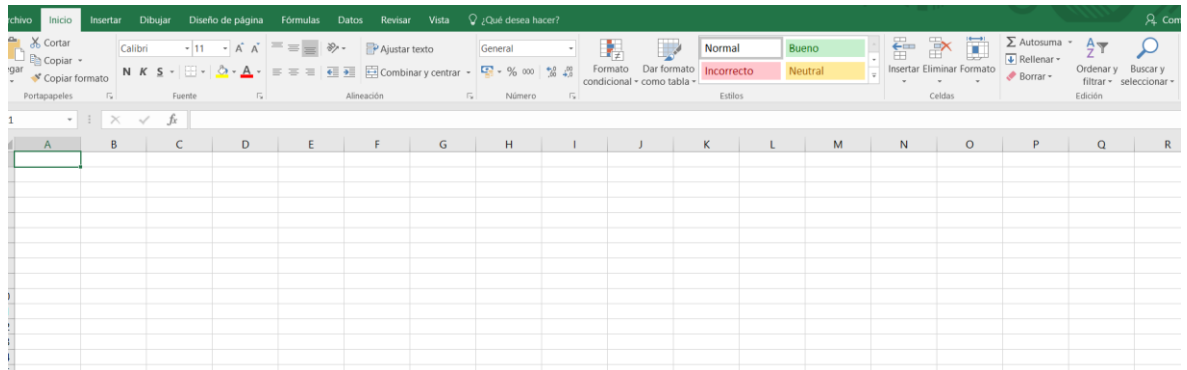 rchivo Inicio Insertar Dibujar Diseño de página Fórmulas Datos Revisar Vista ¿Qué desea hacer? Com
Cortar
Copiar
gar
Copiar formato
Portapapeles
Calibri 11 A A
N K S A
Fuente
Ajustar texto
Combinar y centrar
Alineación
General
% 000
Número
Formato condicional
Dar formato como tabla
Normal Bueno
Incorrecto Neutral
Estilos
Insertar Eliminar Formato
Celdas
Autosuma
Rellenar
Borrar
Ordenar y filtrar
Buscar y seleccionar
Edición
1 fx
A B C D E F G H I J K L M N O P Q R